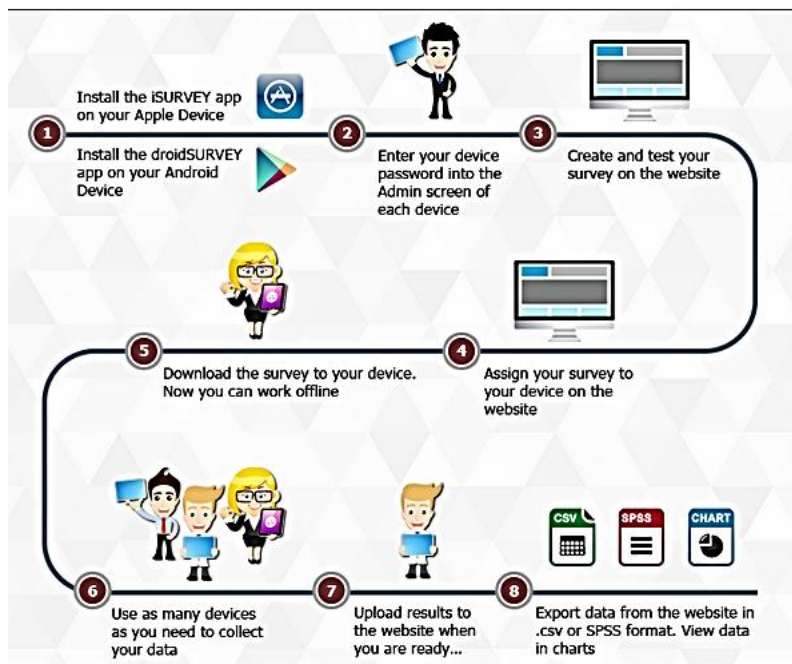 Install the iSURVEY app
on your Apple Device
1
Install the droidSURVEY
app on your Android
Device
2
Enter your device
password into the
Admin screen of
each device
3
Create and test your
survey on the website
4
Assign your survey to
your device on the
website
5
Download the survey to your device.
Now you can work offline
6
Use as many devices
as you need to collect
your data
7
Upload results to
the website when
you are ready...
CSV
SPSS
CHART
8
Export data from the website in
.csv or SPSS format. View data
in charts